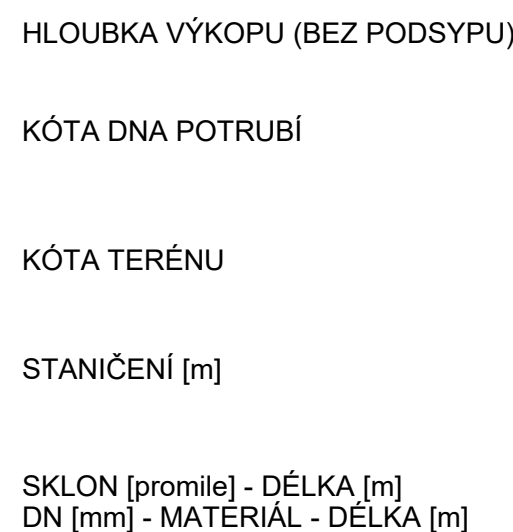 HLOUBKA VÝKOPU (BEZ PODSYPU)
KÓTA DNA POTRUBÍ
KÓTA TERÉNU
STANIČENÍ [m]
SKLON [promile] - DÉLKA [m]
DN [mm] - MATERIÁL - DÉLKA [m]